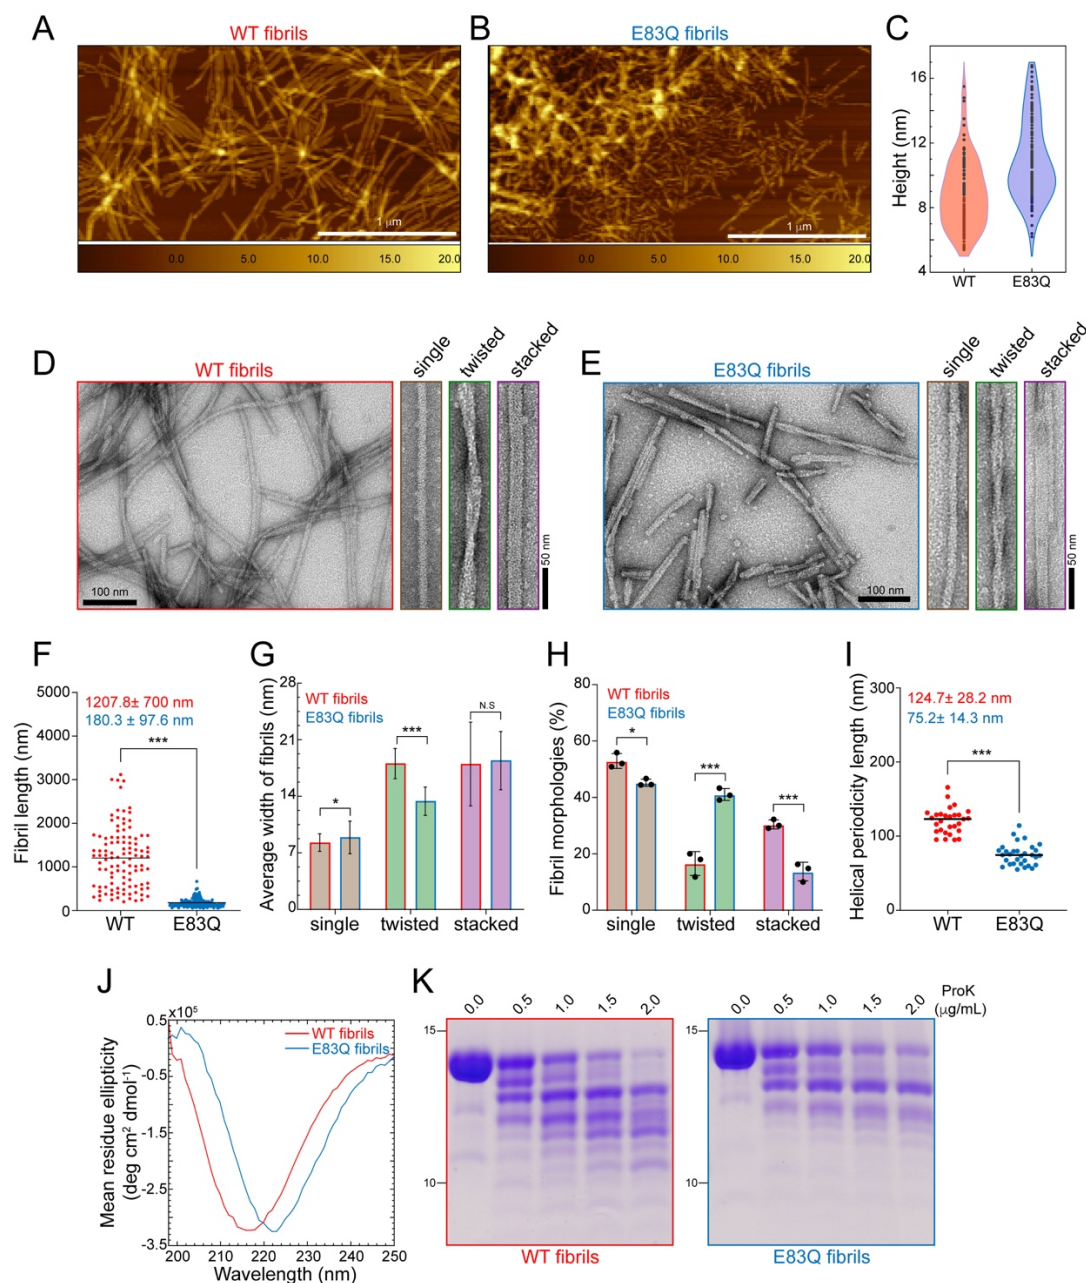 A
WT fibrils
1 μm
0.0 5.0 10.0 15.0 20.0
B
E83Q fibrils
1 μm
0.0 5.0 10.0 15.0 20.0
C
Height (nm)
16
12
8
4
WT E83Q
D
WT fibrils
100 nm
single
twisted
stacked
50 nm
E
E83Q fibrils
100 nm
single
twisted
stacked
50 nm
F
Fibril length (nm)
5000
4000
3000
2000
1000
0
1207.8± 700 nm
180.3 ± 97.6 nm
***
WT E83Q
G
Average width of fibrils (nm)
28
21
14
7
0
WT fibrils
E83Q fibrils
*
***
N.S
single twisted stacked
H
Fibril morphologies (%)
80
60
40
20
0
WT fibrils
E83Q fibrils
*
***
***
single twisted stacked
I
Helical periodicity length (nm)
300
200
100
0
124.7± 28.2 nm
75.2± 14.3 nm
***
WT E83Q
J
x10⁵
Mean residue ellipticity
(deg cm² dmol⁻¹)
0.5
-0.5
-1.5
-2.5
-3.5
WT fibrils
E83Q fibrils
200 210 220 230 240 250
Wavelength (nm)
K
0.0 0.5 1.0 1.5 2.0
15
10
WT fibrils
0.0 0.5 1.0 1.5 2.0
ProK
(μg/mL)
15
10
E83Q fibrils